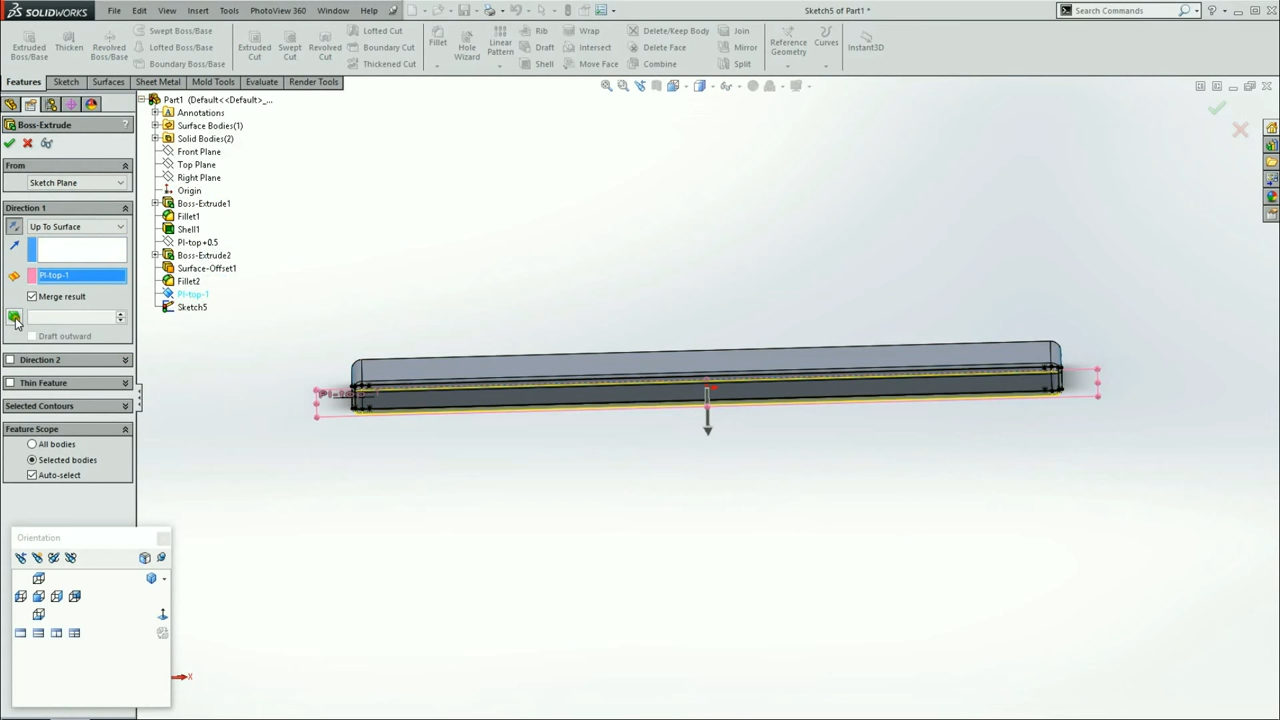 SOLIDWORKS
File Edit View Insert Tools PhotoView 360 Window Help
Sketch5 of Part1 *
Search Commands
Extruded Boss/Base
Thicken
Revolved Boss/Base
Swept Boss/Base
Lofted Boss/Base
Boundary Boss/Base
Extruded Cut
Swept Cut
Revolved Cut
Lofted Cut
Boundary Cut
Thickened Cut
Fillet
Hole Wizard
Linear Pattern
Rib
Draft
Shell
Wrap
Intersect
Move Face
Delete/Keep Body
Delete Face
Combine
Join
Mirror
Split
Reference Geometry
Curves
Instant3D
Features Sketch Surfaces Sheet Metal Mold Tools Evaluate Render Tools
Boss-Extrude
?
From
Sketch Plane
Direction 1
Up To Surface
Pl-top-1
Merge result
Draft outward
Direction 2
Thin Feature
Selected Contours
Feature Scope
All bodies
Selected bodies
Auto-select
Part1 (Default<<Default>_...
Annotations
Surface Bodies(1)
Solid Bodies(2)
Front Plane
Top Plane
Right Plane
Origin
Boss-Extrude1
Fillet1
Shell1
Pl-top+0.5
Boss-Extrude2
Surface-Offset1
Fillet2
Pl-top-1
Sketch5
Orientation
X